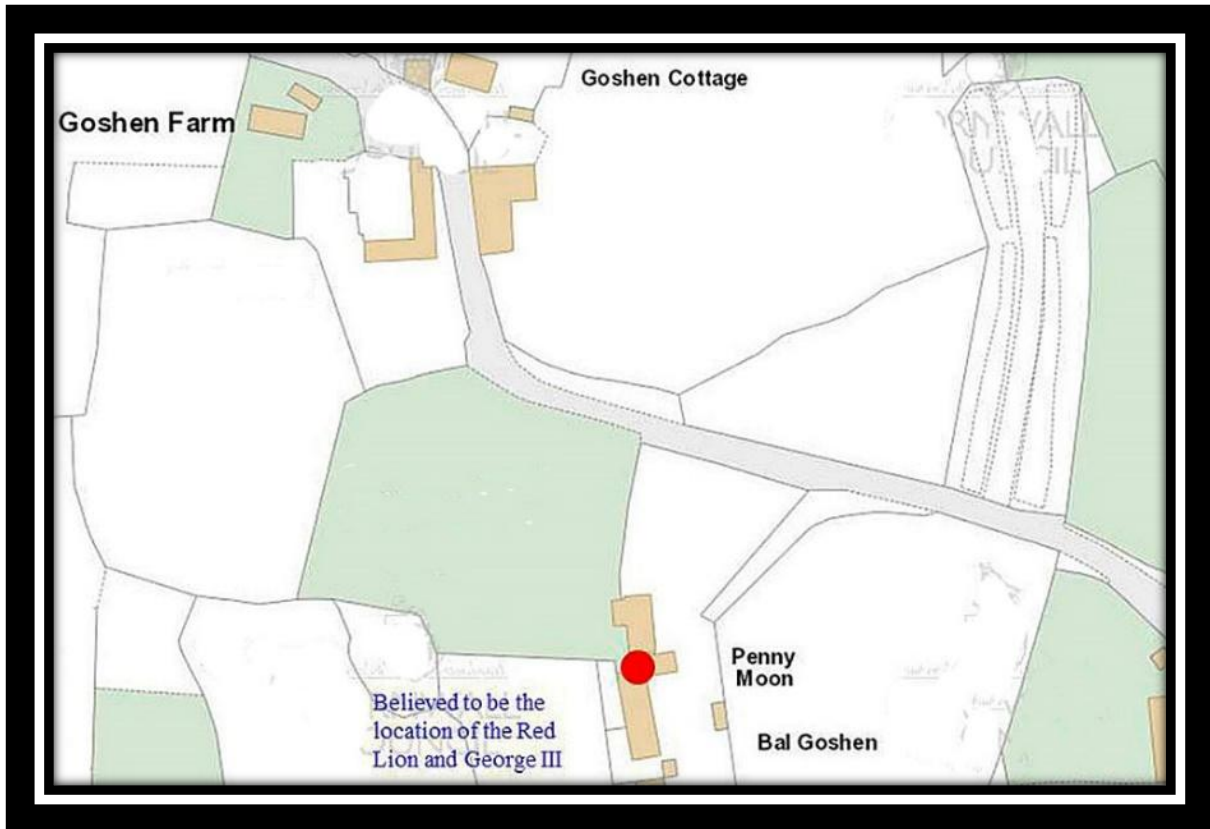 Goshen Cottage
Goshen Farm
Penny
Moon
Believed to be the
location of the Red
Lion and George III
Bal Goshen